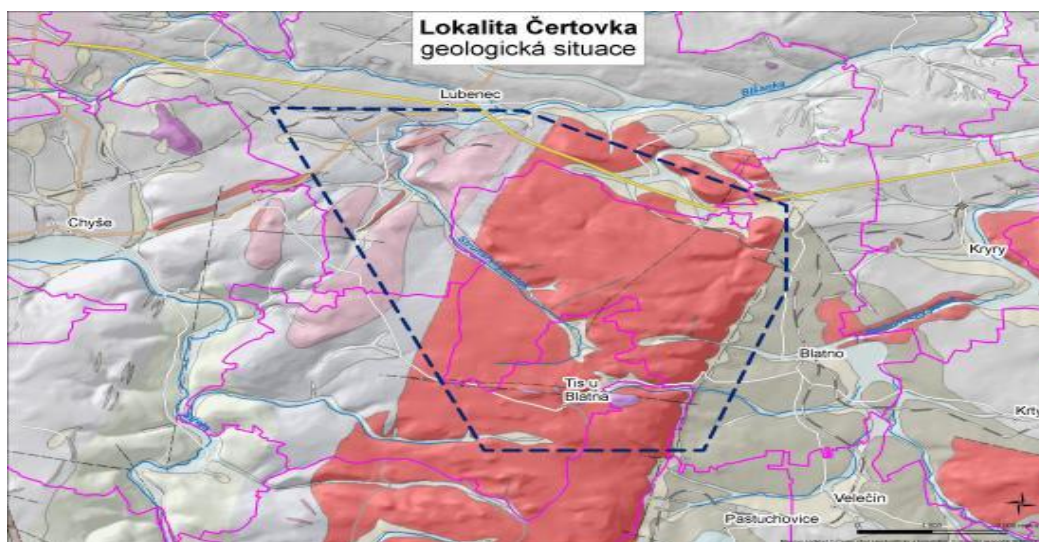 Lokalita Čertovka
geologická situace
Lubenec
Blšanka
Chyše
Kryry
Blatno
Tis u
Blatna
Krty
Velečín
Pastuchovice